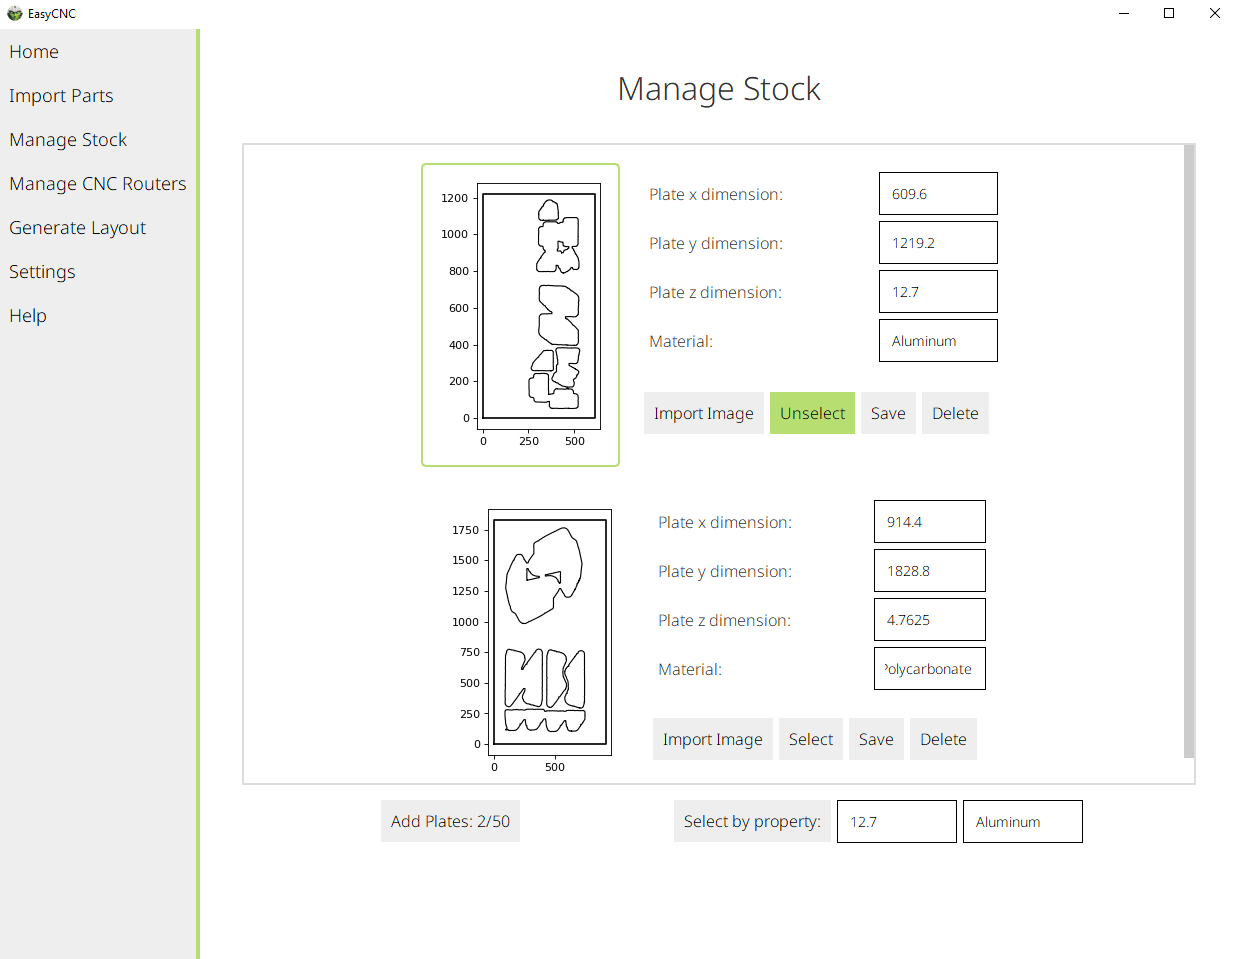 EasyCNC
Home
Import Parts
Manage Stock
Manage CNC Routers
Generate Layout
Settings
Help
Manage Stock
1200
1000
800
600
400
200
0
0 250 500
Plate x dimension: 609.6
Plate y dimension: 1219.2
Plate z dimension: 12.7
Material: Aluminum
Import Image Unselect Save Delete
1750
1500
1250
1000
750
500
250
0
0 500
Plate x dimension: 914.4
Plate y dimension: 1828.8
Plate z dimension: 4.7625
Material: Polycarbonate
Import Image Select Save Delete
Add Plates: 2/50
Select by property: 12.7 Aluminum